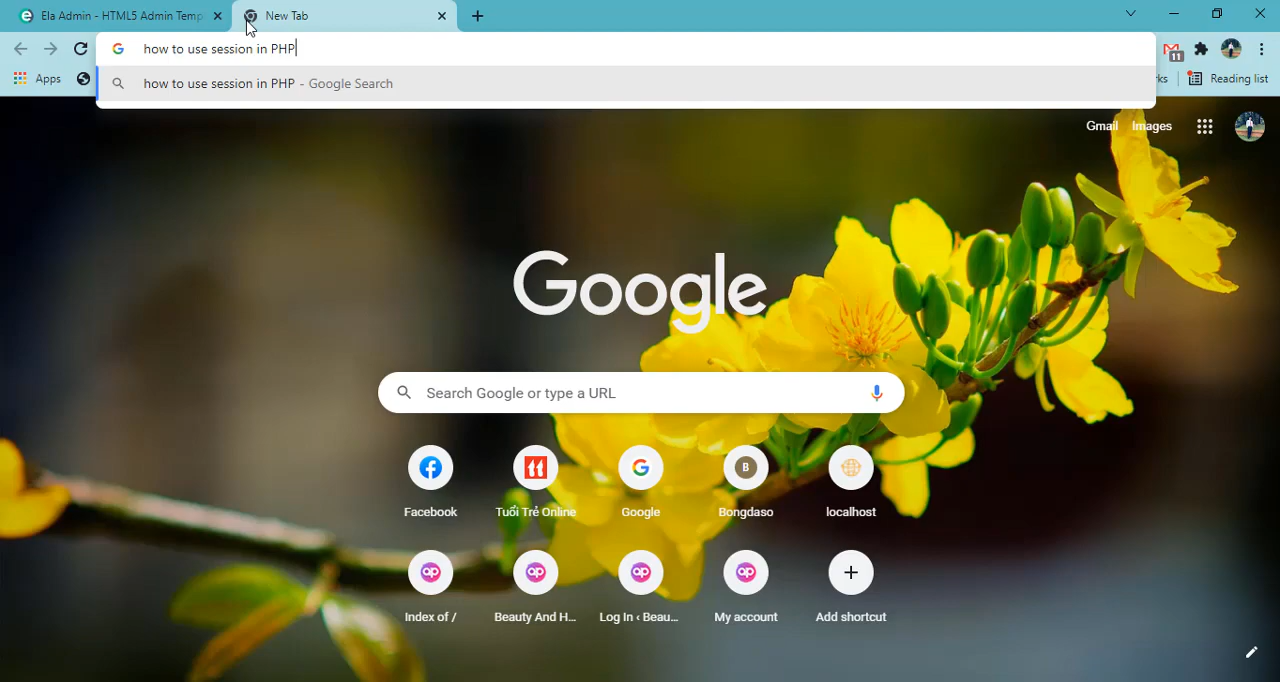 Ela Admin - HTML5 Admin Temp
New Tab
how to use session in PHP
11
how to use session in PHP - Google Search
Apps
ks
Reading list
Gmail
Images
Google
Search Google or type a URL
B
Facebook
Tuổi Trẻ Online
Google
Bongdaso
localhost
Index of /
Beauty And H...
Log In ‹ Beau...
My account
Add shortcut